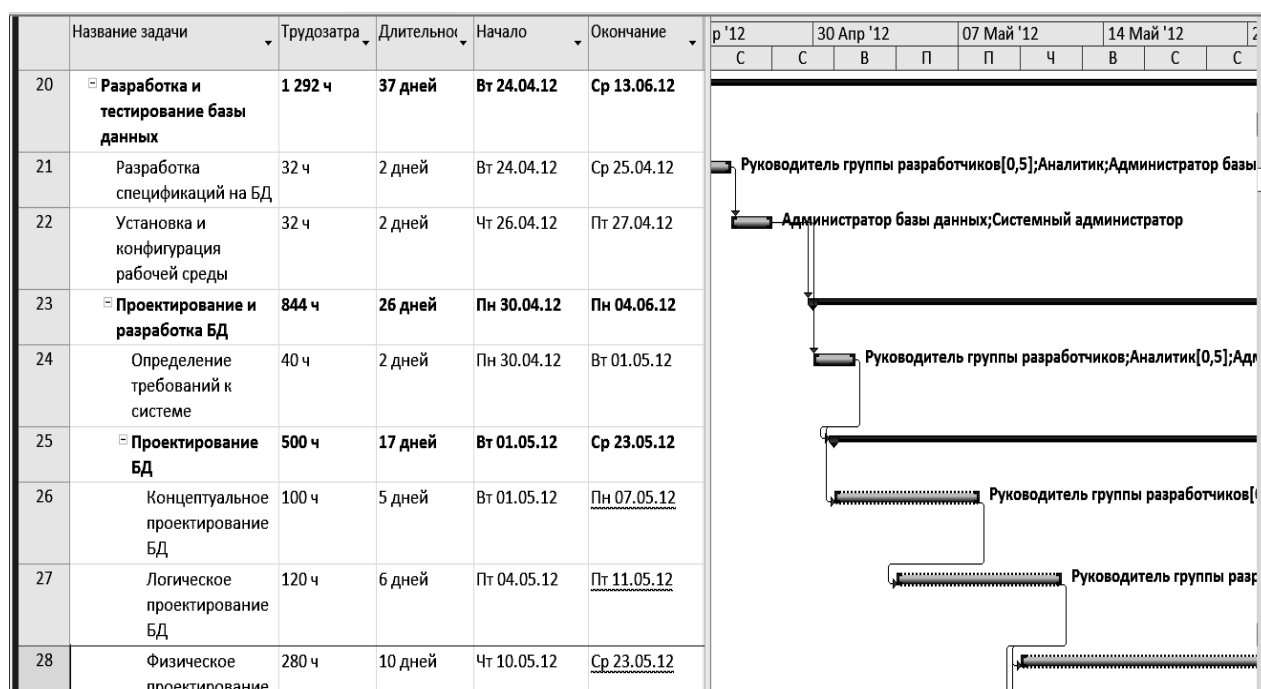 Название задачи Трудозатра Длительнос Начало Окончание р '12 30 Апр '12 07 Май '12 14 Май '12 2
С С В П П Ч В С С
20 Разработка и 1 292 ч 37 дней Вт 24.04.12 Ср 13.06.12
тестирование базы
данных
21 Разработка 32 ч 2 дней Вт 24.04.12 Ср 25.04.12 Руководитель группы разработчиков[0,5];Аналитик;Администратор базы
спецификаций на БД
22 Установка и 32 ч 2 дней Чт 26.04.12 Пт 27.04.12 Администратор базы данных;Системный администратор
конфигурация
рабочей среды
23 Проектирование и 844 ч 26 дней Пн 30.04.12 Пн 04.06.12
разработка БД
24 Определение 40 ч 2 дней Пн 30.04.12 Вт 01.05.12 Руководитель группы разработчиков;Аналитик[0,5];Адм
требований к
системе
25 Проектирование 500 ч 17 дней Вт 01.05.12 Ср 23.05.12
БД
26 Концептуальное 100 ч 5 дней Вт 01.05.12 Пн 07.05.12 Руководитель группы разработчиков[
проектирование
БД
27 Логическое 120 ч 6 дней Пт 04.05.12 Пт 11.05.12 Руководитель группы разр
проектирование
БД
28 Физическое 280 ч 10 дней Чт 10.05.12 Ср 23.05.12
проектирование